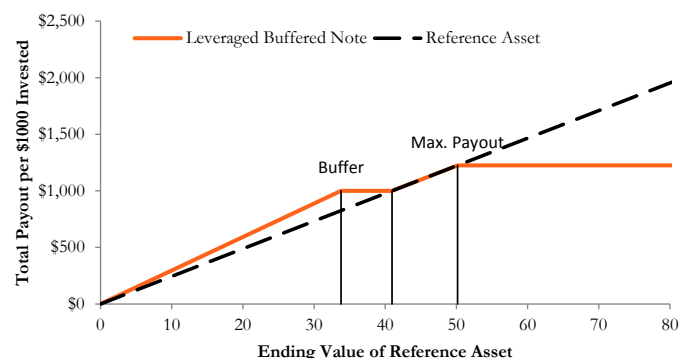 $2,500
Leveraged Buffered Note
Reference Asset
$2,000
$1,500
$1,000
$500
$0
Total Payout per $1000 Invested
Buffer
Max. Payout
0 10 20 30 40 50 60 70 80
Ending Value of Reference Asset